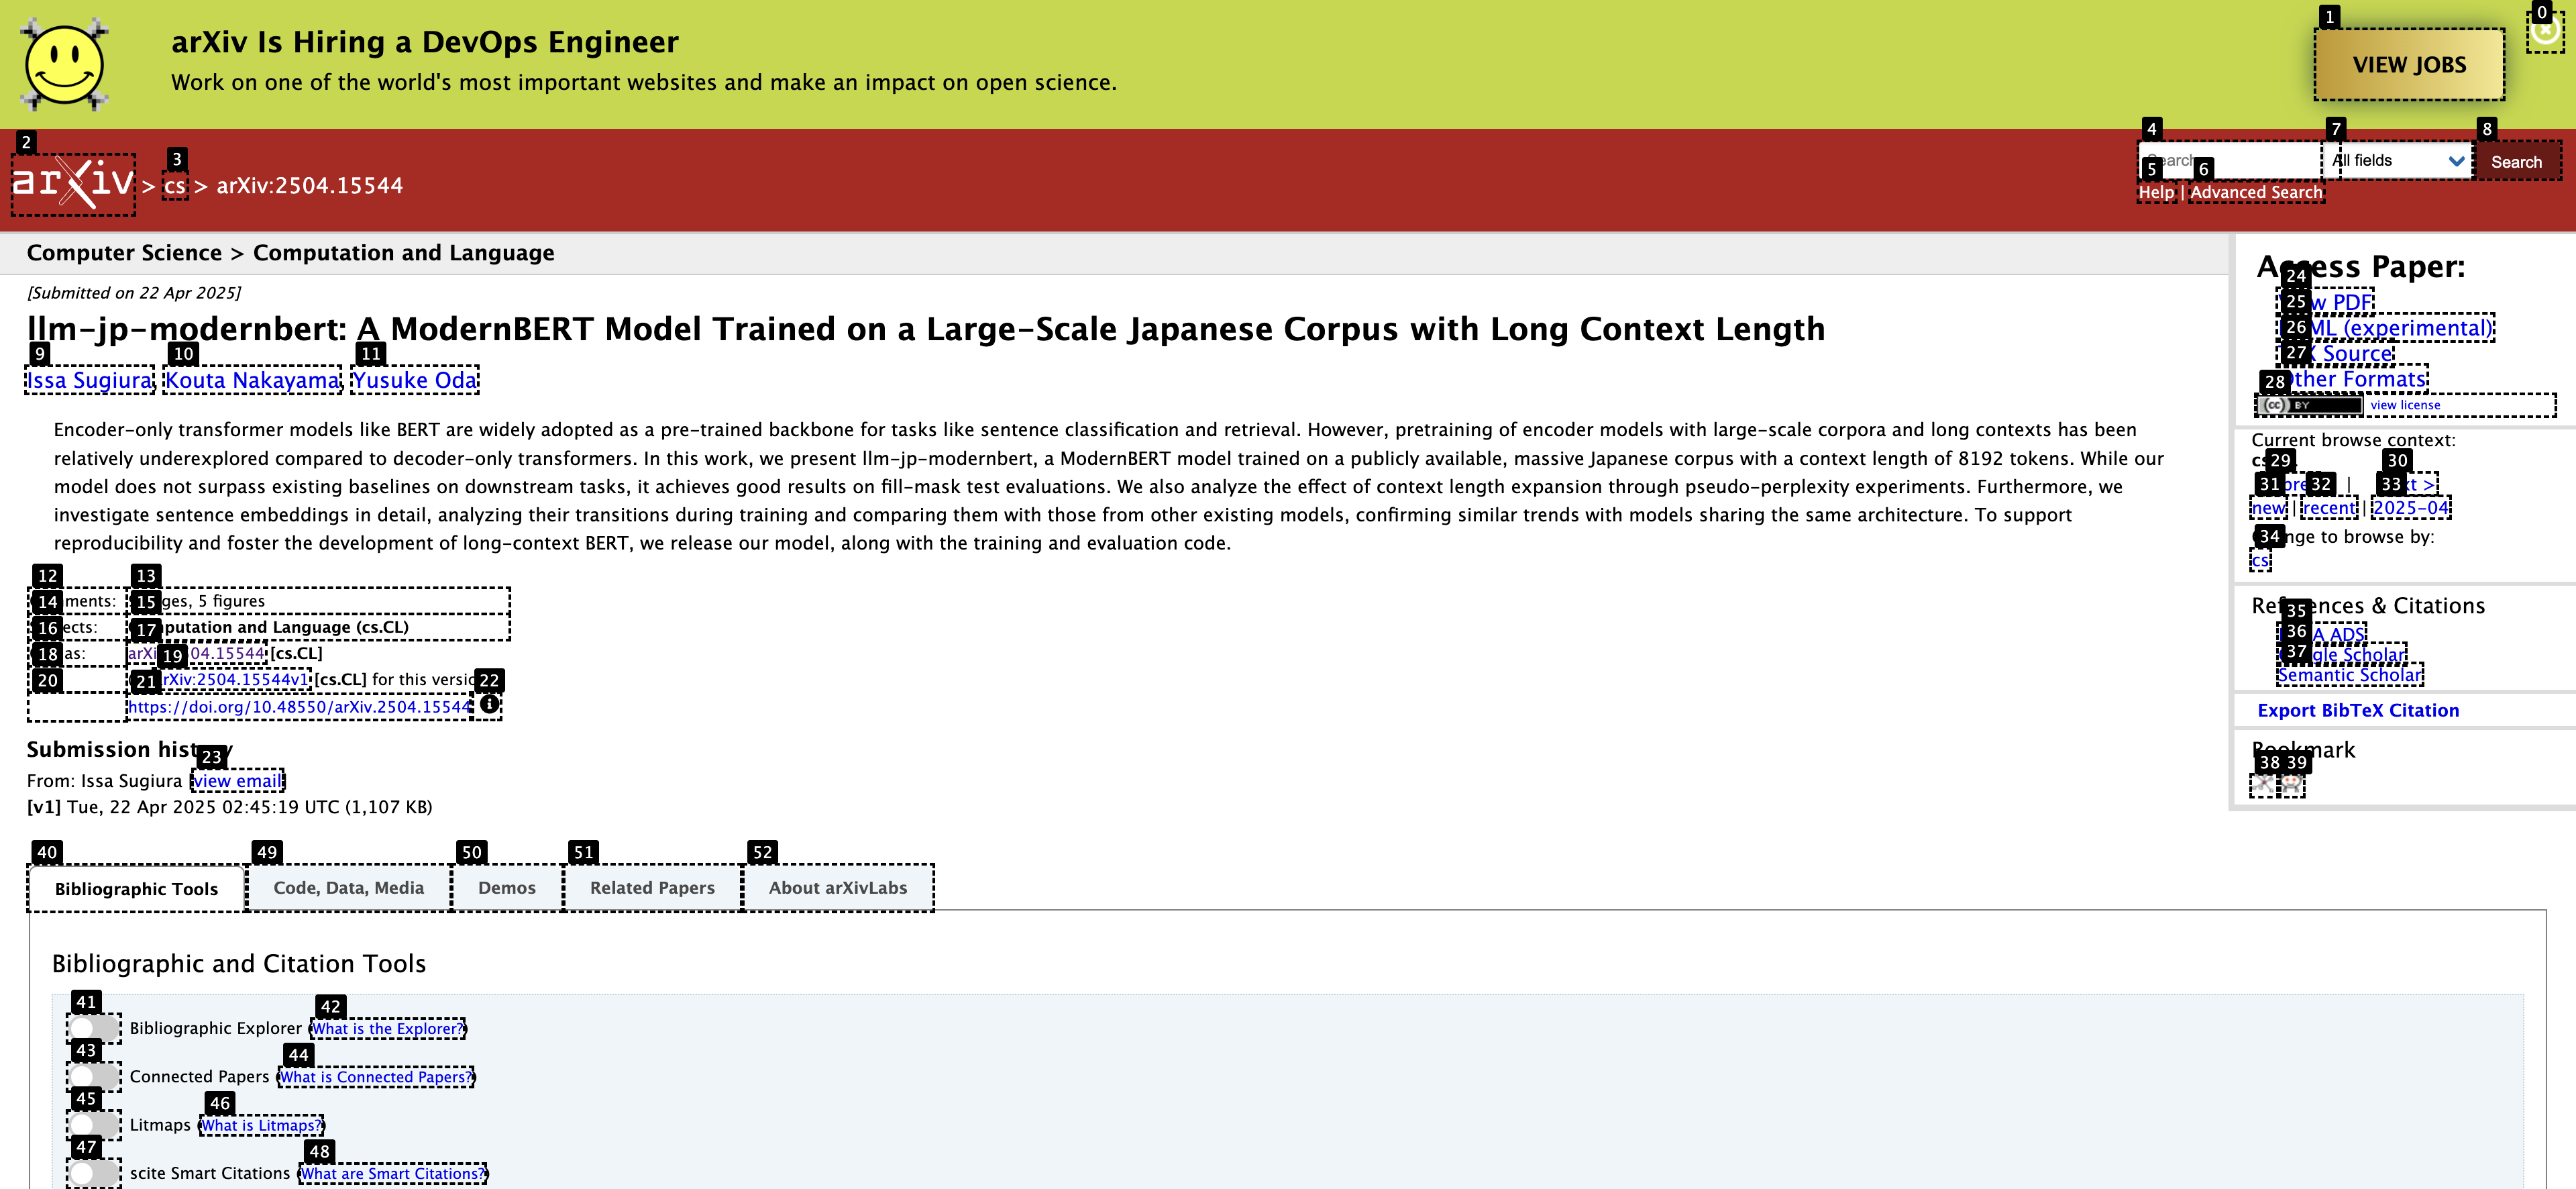 arXiv Is Hiring a DevOps Engineer
Work on one of the world's most important websites and make an impact on open science.
1
0
VIEW JOBS
2
3
arXiv > cs > arXiv:2504.15544
4
7
8
Search
All fields
Search
5
6
Help | Advanced Search
Computer Science > Computation and Language
[Submitted on 22 Apr 2025]
llm-jp-modernbert: A ModernBERT Model Trained on a Large-Scale Japanese Corpus with Long Context Length
9
10
11
Issa Sugiura, Kouta Nakayama, Yusuke Oda
Encoder-only transformer models like BERT are widely adopted as a pre-trained backbone for tasks like sentence classification and retrieval. However, pretraining of encoder models with large-scale corpora and long contexts has been
relatively underexplored compared to decoder-only transformers. In this work, we present llm-jp-modernbert, a ModernBERT model trained on a publicly available, massive Japanese corpus with a context length of 8192 tokens. While our
model does not surpass existing baselines on downstream tasks, it achieves good results on fill-mask test evaluations. We also analyze the effect of context length expansion through pseudo-perplexity experiments. Furthermore, we
investigate sentence embeddings in detail, analyzing their transitions during training and comparing them with those from other existing models, confirming similar trends with models sharing the same architecture. To support
reproducibility and foster the development of long-context BERT, we release our model, along with the training and evaluation code.
12
13
14
15
ges, 5 figures
16
17
Computation and Language (cs.CL)
18
19
arXiv:2504.15544 [cs.CL]
20
21
22
arXiv:2504.15544v1 [cs.CL] for this versio
https://doi.org/10.48550/arXiv.2504.15544
Submission history
23
From: Issa Sugiura [view email]
[v1] Tue, 22 Apr 2025 02:45:19 UTC (1,107 KB)
40
49
50
51
52
Bibliographic Tools
Code, Data, Media
Demos
Related Papers
About arXivLabs
Bibliographic and Citation Tools
41
42
Bibliographic Explorer (What is the Explorer?)
43
44
Connected Papers (What is Connected Papers?)
45
46
Litmaps (What is Litmaps?)
47
48
scite Smart Citations (What are Smart Citations?)
Access Paper:
24
25
View PDF
26
HTML (experimental)
27
TeX Source
28
Other Formats
(cc) BY
view license
Current browse context:
29
30
31
32
33
new | recent | 2025-04
34
Change to browse by:
cs
References & Citations
35
36
NASA ADS
37
Google Scholar
Semantic Scholar
Export BibTeX Citation
Bookmark
38
39